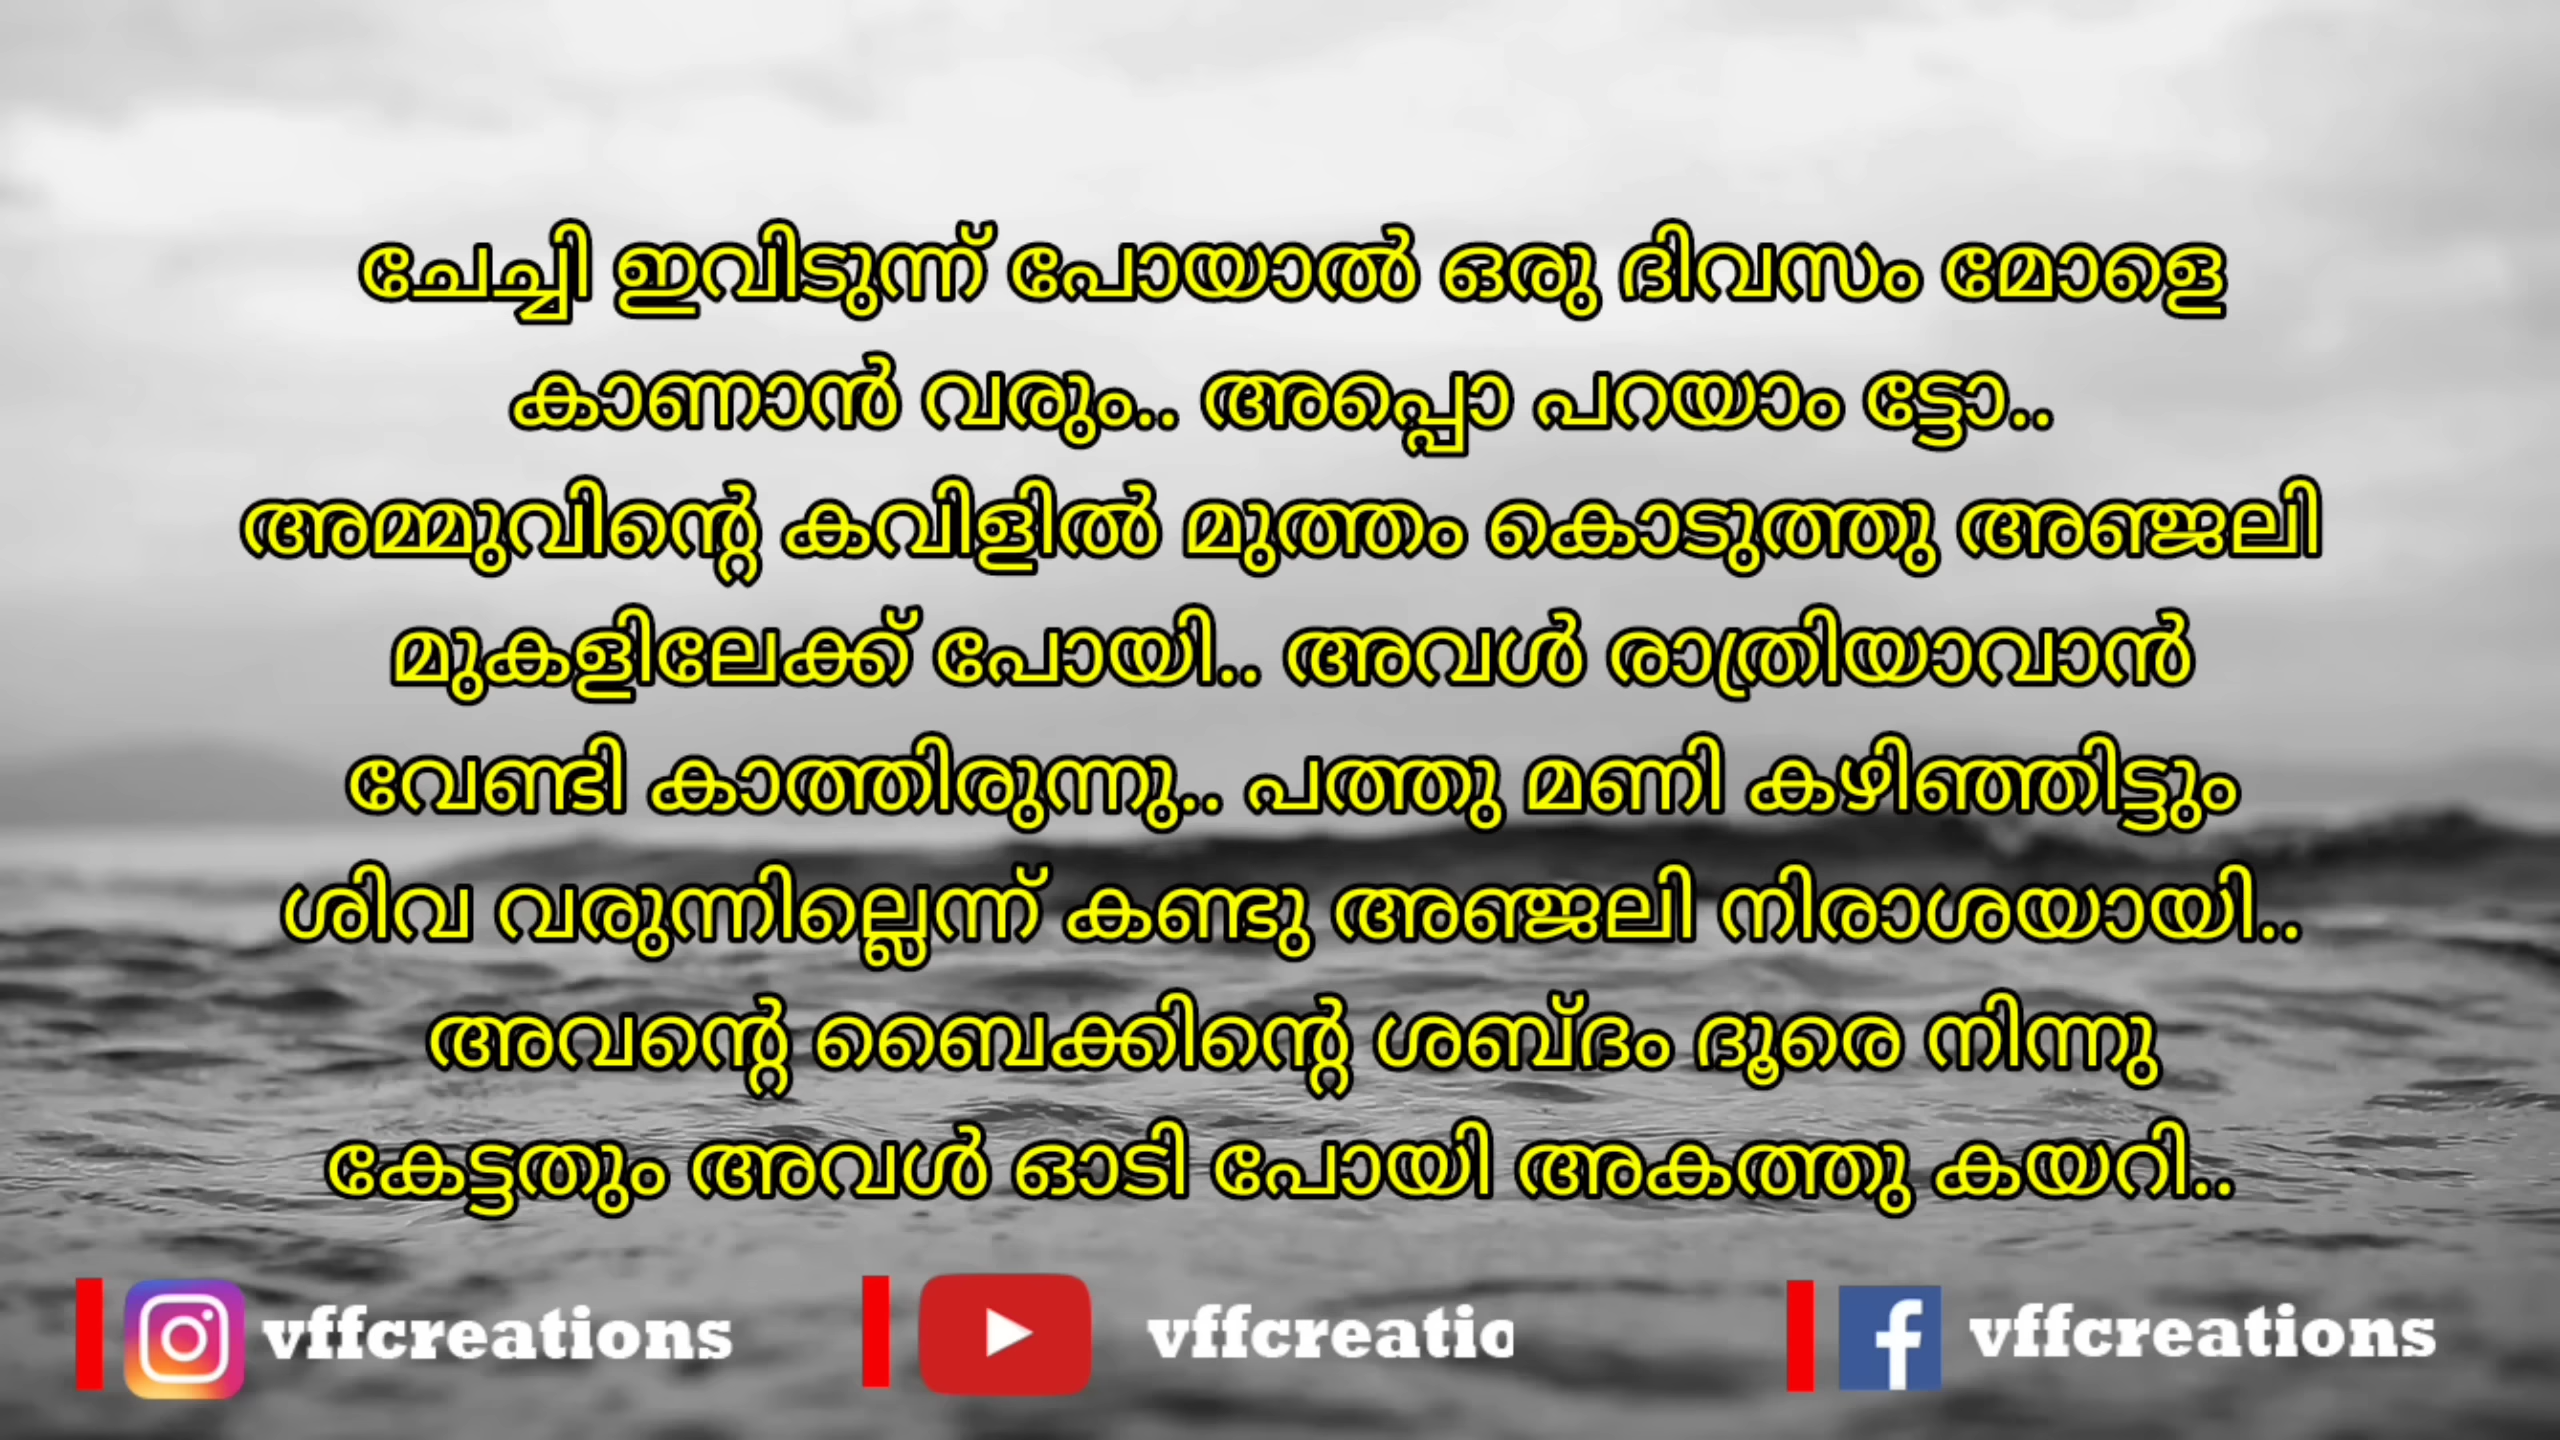 ചേച്ചി ഇവിടുന്ന് പോയാൽ ഒരു ദിവസം മോളെ
കാണാൻ വരും.. അപ്പൊ പറയാം ട്ടോ..
അമ്മുവിന്റെ കവിളിൽ മുത്തം കൊടുത്തു അഞ്ജലി
മുകളിലേക്ക് പോയി.. അവൾ രാത്രിയാവാൻ
വേണ്ടി കാത്തിരുന്നു.. പത്തു മണി കഴിഞ്ഞിട്ടും
ശിവ വരുന്നില്ലെന്ന് കണ്ടു അഞ്ജലി നിരാശയായി..
അവന്റെ ബൈക്കിന്റെ ശബ്ദം ദൂരെ നിന്നു
കേട്ടതും അവൾ ഓടി പോയി അകത്തു കയറി..
vffcreations vffcreatio vffcreations